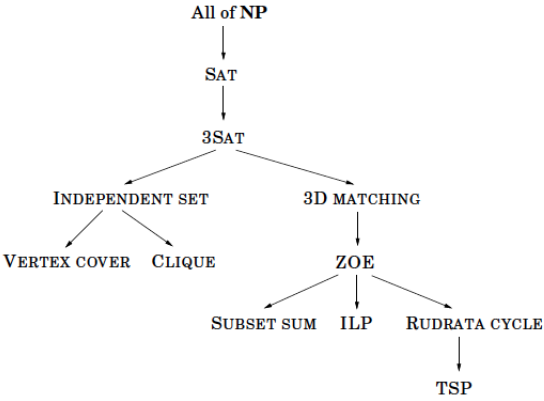 All of NP
SAT
3SAT
INDEPENDENT SET
3D MATCHING
VERTEX COVER
CLIQUE
ZOE
SUBSET SUM
ILP
RUDRATA CYCLE
TSP